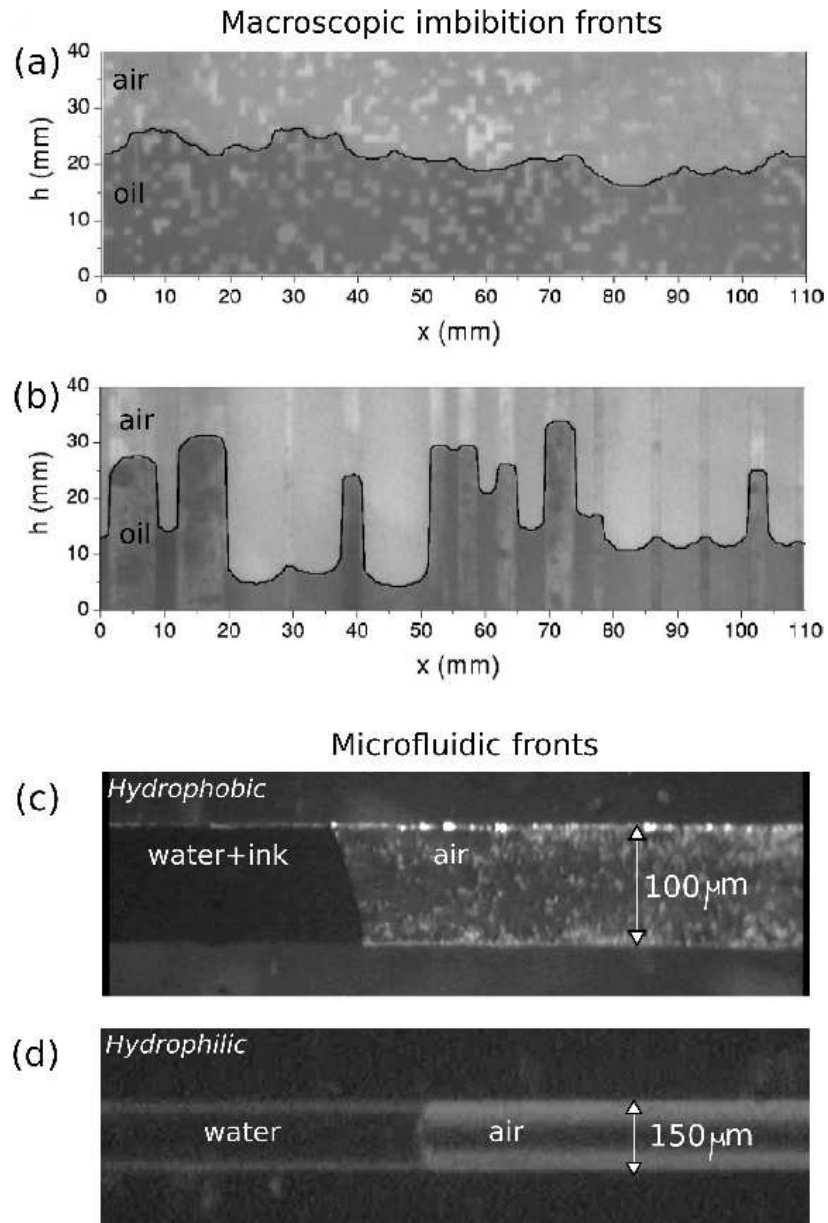 Macroscopic imbibition fronts
(a)
40
air
30
h (mm)
20
oil
10
0
0 10 20 30 40 50 60 70 80 90 100 110
x (mm)
(b)
40
air
30
h (mm)
20
oil
10
0
0 10 20 30 40 50 60 70 80 90 100 110
x (mm)
Microfluidic fronts
(c)
Hydrophobic
water+ink air
100μm
(d)
Hydrophilic
water air 150μm